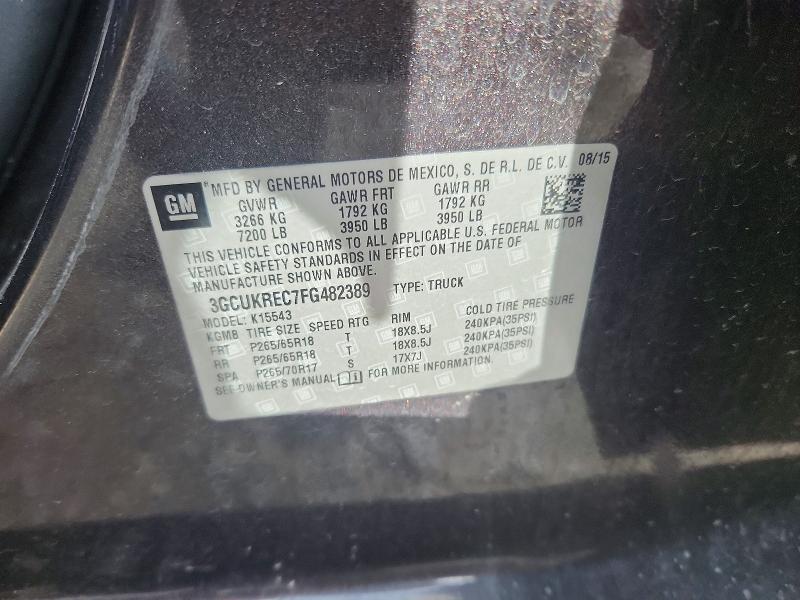 GM
MFD BY GENERAL MOTORS DE MEXICO, S. DE R.L. DE C.V. 08/15
GVWR GAWR FRT GAWR RR
3266 KG 1792 KG 1792 KG
7200 LB 3950 LB 3950 LB
THIS VEHICLE CONFORMS TO ALL APPLICABLE U.S. FEDERAL MOTOR
VEHICLE SAFETY STANDARDS IN EFFECT ON THE DATE OF
MANUFACTURE SHOWN ABOVE.
3GCUKREC7FG482389 TYPE: TRUCK
MODEL: K15543
KGMB TIRE SIZE SPEED RTG RIM COLD TIRE PRESSURE
FRT P265/65R18 T 18X8.5J 240KPA(35PSI)
RR P265/65R18 T 18X8.5J 240KPA(35PSI)
SPA P265/70R17 S 17X7J 240KPA(35PSI)
SEE OWNER'S MANUAL FOR MORE INFORMATION.